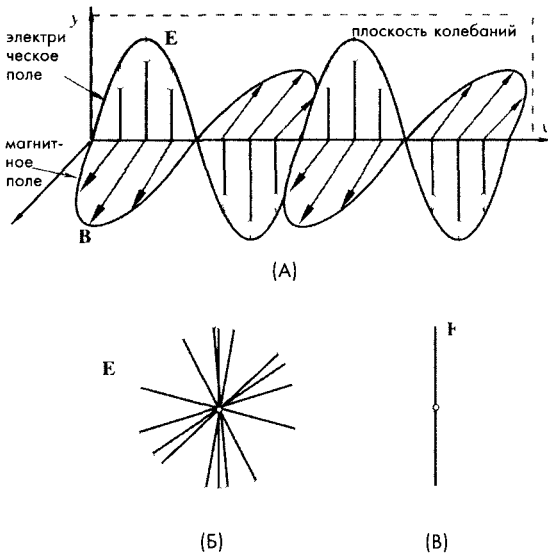 y
E
плоскость колебаний
электри
ческое
поле
магнит-
ное
поле
B
(А)
E
(Б)
(В)